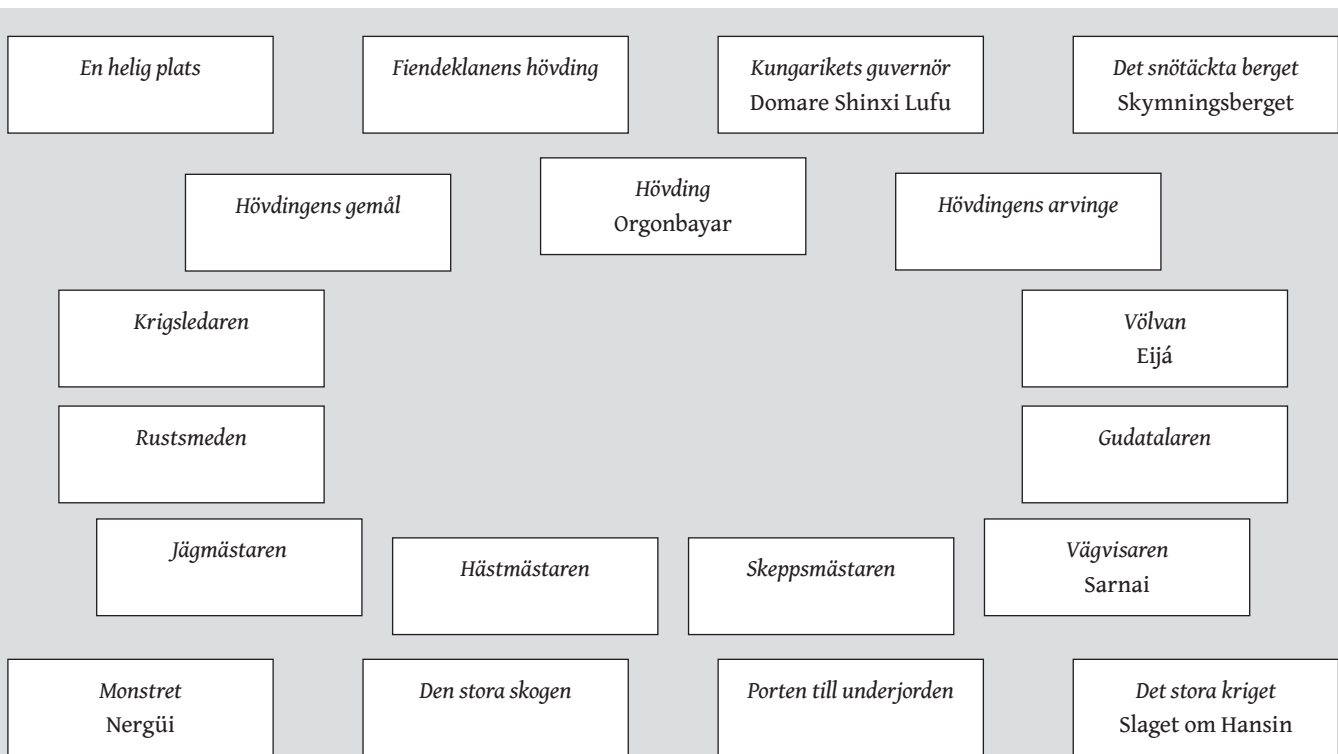 En helig plats
Fiendeklanens hövding
Kungarikets guvernör
Domare Shinxi Lufu
Det snötäckta berget
Skymningsberget
Hövdingens gemål
Hövding
Orgonbayar
Hövdingens arvinge
Krigsledaren
Völvan
Eijá
Rustsmeden
Gudatalaren
Jägmästaren
Hästmästaren
Skeppsmästaren
Vägvisaren
Sarnai
Monstret
Nergüi
Den stora skogen
Porten till underjorden
Det stora kriget
Slaget om Hansin